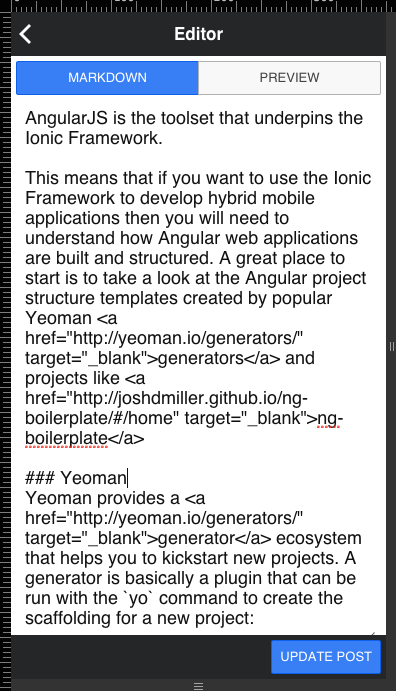 Editor
MARKDOWN PREVIEW
AngularJS is the toolset that underpins the
Ionic Framework.
This means that if you want to use the Ionic
Framework to develop hybrid mobile
applications then you will need to
understand how Angular web applications
are built and structured. A great place to
start is to take a look at the Angular project
structure templates created by popular
Yeoman <a
href="http://yeoman.io/generators/"
target="_blank">generators</a> and
projects like <a
href="http://joshdmiller.github.io/ng-
boilerplate/#/home" target="_blank">ng-
boilerplate</a>
### Yeoman
Yeoman provides a <a
href="http://yeoman.io/generators/"
target="_blank">generator</a> ecosystem
that helps you to kickstart new projects. A
generator is basically a plugin that can be
run with the `yo` command to create the
scaffolding for a new project:
UPDATE POST